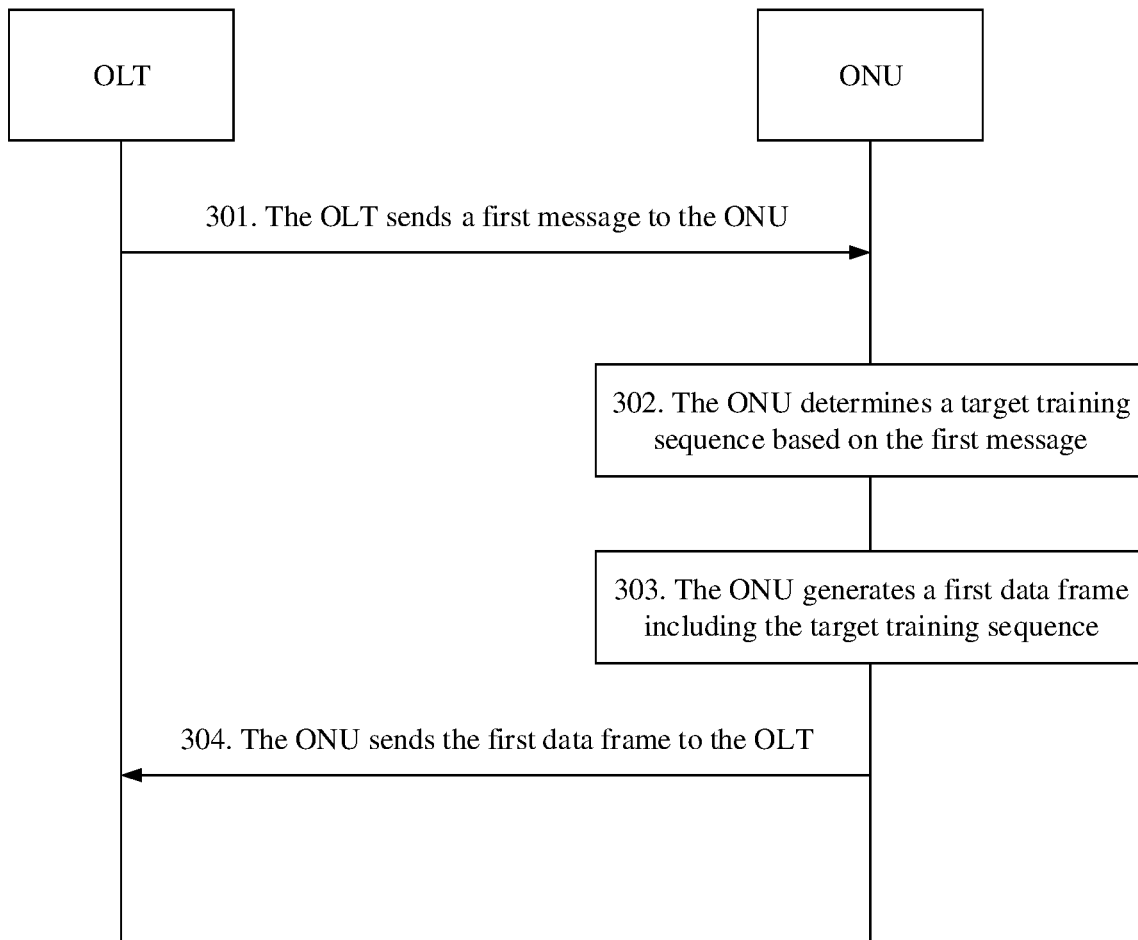 OLT
ONU
301. The OLT sends a first message to the ONU
302. The ONU determines a target training
sequence based on the first message
303. The ONU generates a first data frame
including the target training sequence
304. The ONU sends the first data frame to the OLT